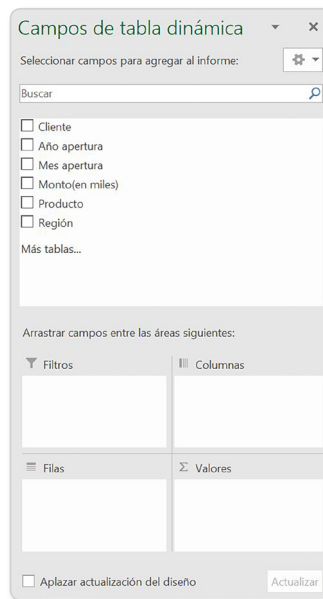 Campos de tabla dinámica
Seleccionar campos para agregar al informe:
Buscar
Cliente
Año apertura
Mes apertura
Monto(en miles)
Producto
Región
Más tablas...
Arrastrar campos entre las áreas siguientes:
Filtros
Columnas
Filas
Σ Valores
Aplazar actualización del diseño
Actualizar